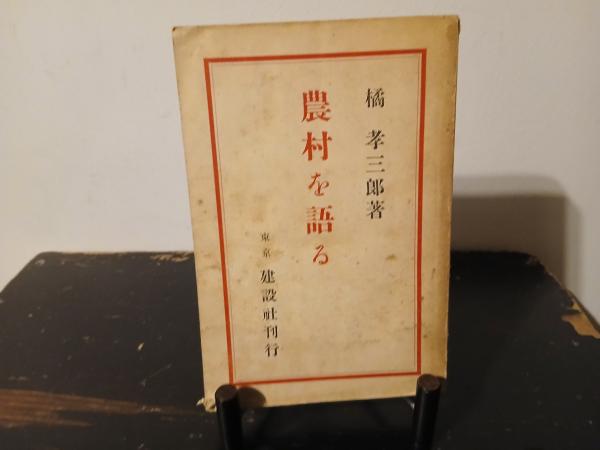 橘 孝三郎著
農村を語る
東京 建設社刊行